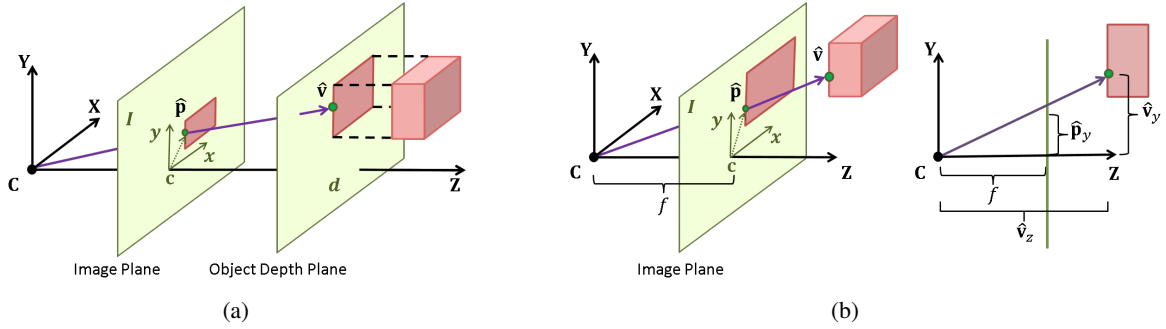 Y
X
I
p̂
y
x
c
C
v̂
d
Z
Image Plane
Object Depth Plane
(a)
Y
X
I
p̂
y
x
c
C
v̂
Z
f
Image Plane
Y
p̂y
v̂y
C
Z
f
v̂z
(b)